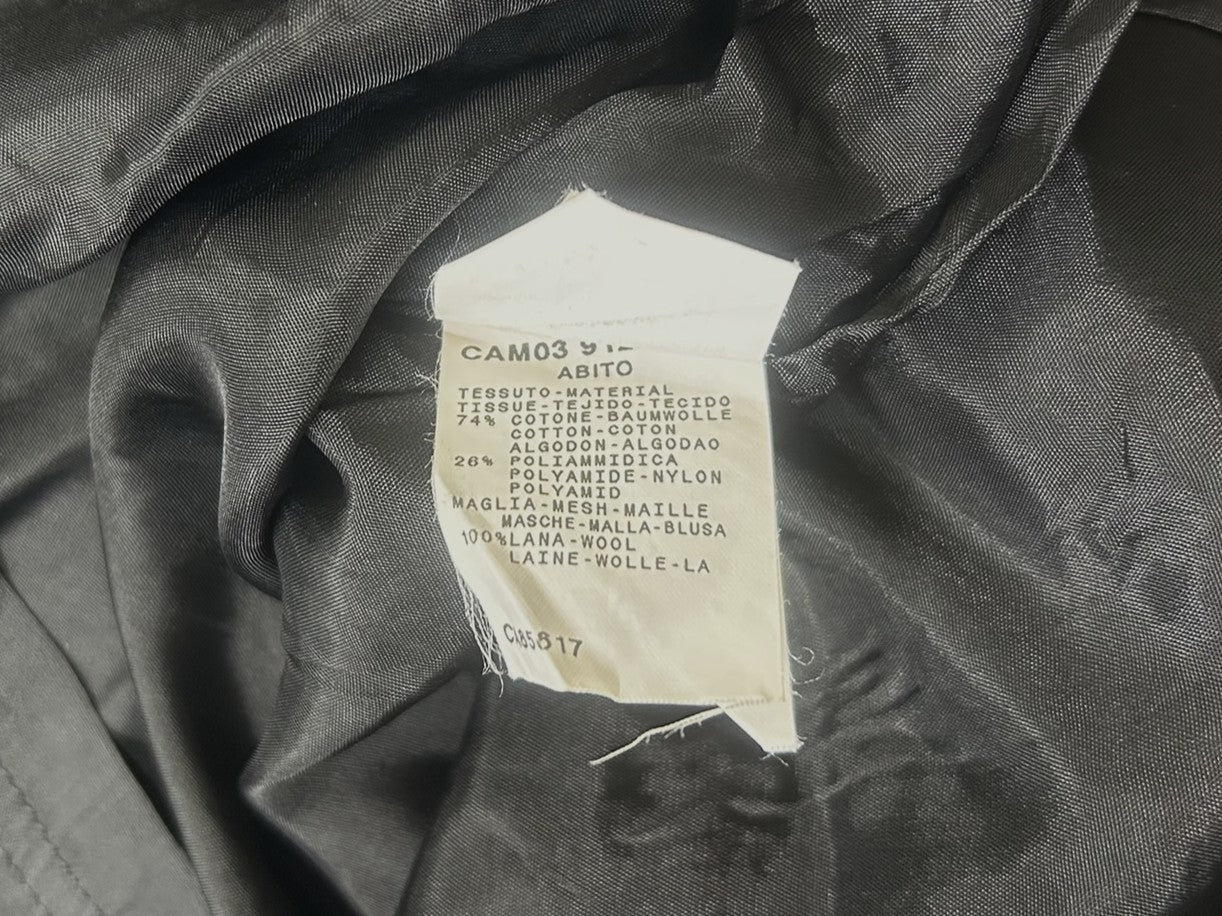 CAM03
ABITO
TESSUTO-MATERIAL
TISSUE-TEJIDO-TECIDO
74% COTONE-BAUMWOLLE
COTTON-COTON
ALGODON-ALGODAO
26% POLIAMMIDICA
POLYAMIDE-NYLON
POLYAMID
MAGLIA-MESH-MAILLE
MASCHE-MALLA-BLUSA
100%LANA-WOOL
LAINE-WOLLE-LA